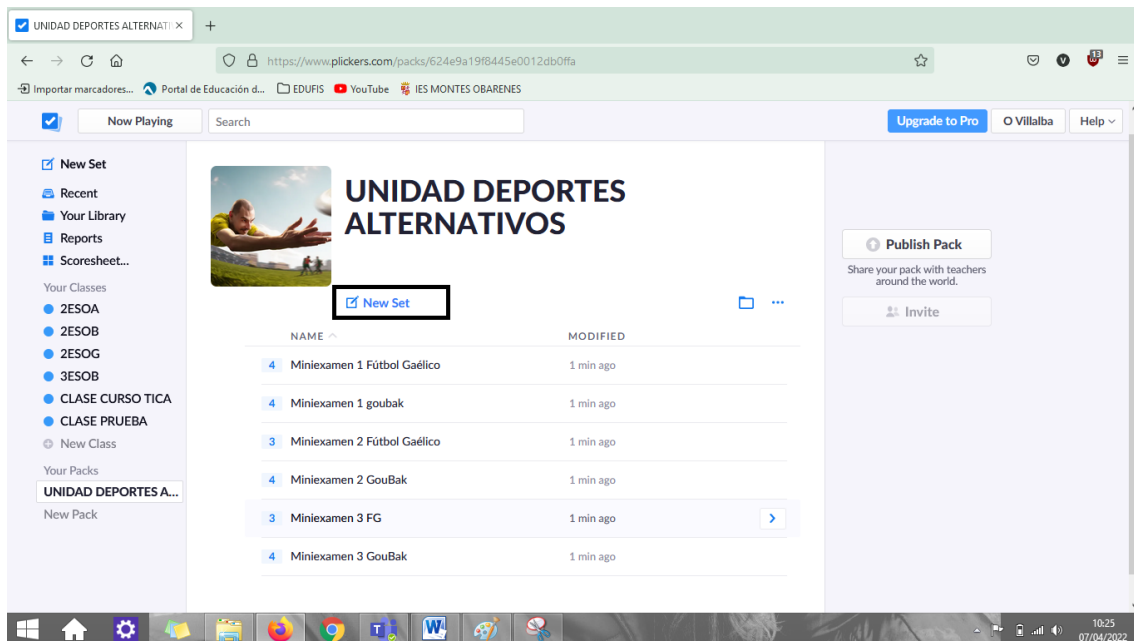 UNIDAD DEPORTES ALTERNATI
https://www.plickers.com/packs/624e9a19f8445e0012db0ffa
13
Importar marcadores... Portal de Educación d... EDUFIS YouTube IES MONTES OBARENES
Now Playing
Search
Upgrade to Pro
O Villalba
Help
New Set
Recent
Your Library
Reports
Scoresheet...
Your Classes
2ESOA
2ESOB
2ESOG
3ESOB
CLASE CURSO TICA
CLASE PRUEBA
New Class
Your Packs
UNIDAD DEPORTES A...
New Pack
UNIDAD DEPORTES
ALTERNATIVOS
New Set
NAME MODIFIED
4 Miniexamen 1 Fútbol Gaélico 1 min ago
4 Miniexamen 1 goubak 1 min ago
3 Miniexamen 2 Fútbol Gaélico 1 min ago
4 Miniexamen 2 GouBak 1 min ago
3 Miniexamen 3 FG 1 min ago
4 Miniexamen 3 GouBak 1 min ago
Publish Pack
Share your pack with teachers
around the world.
Invite
10:25
07/04/2022